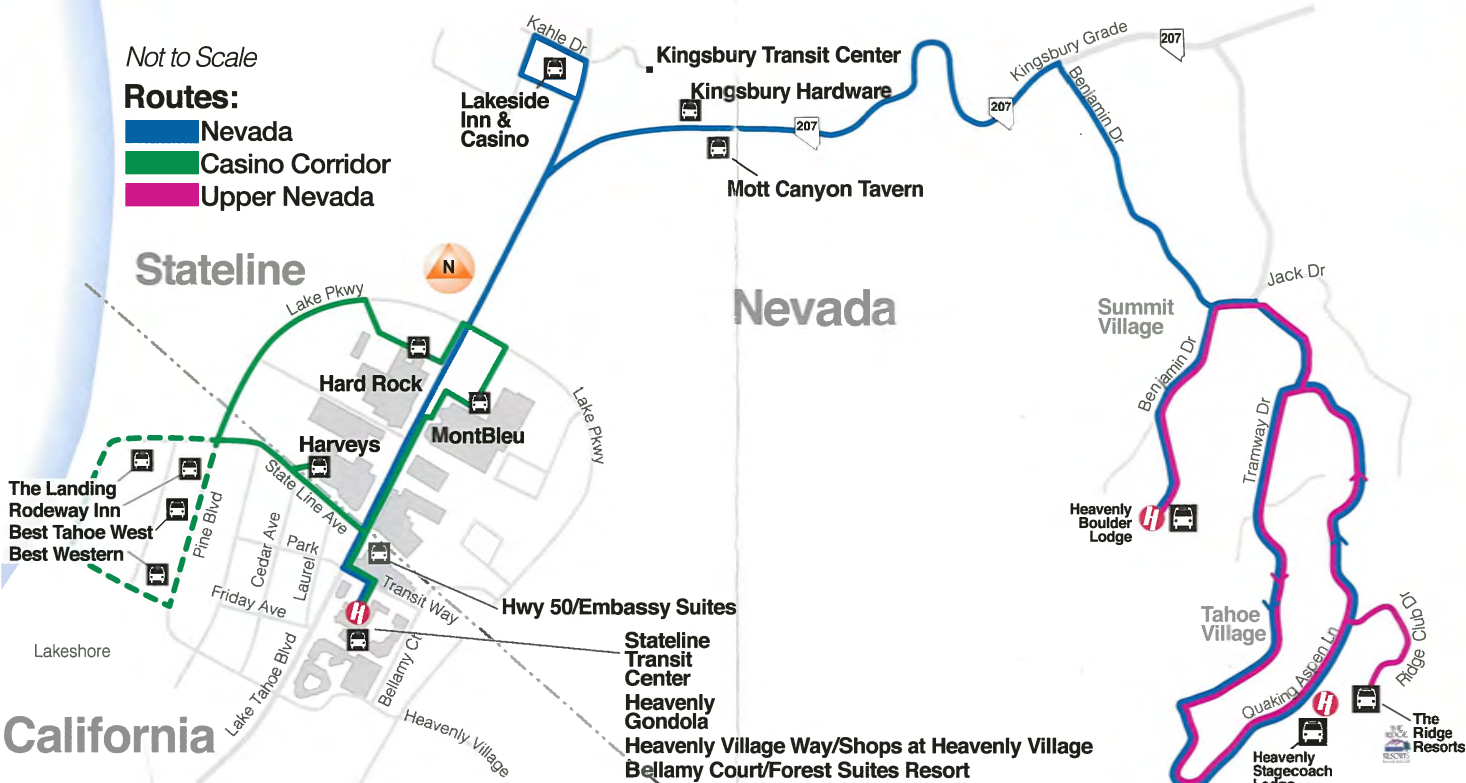 Not to Scale
Routes:
Nevada
Casino Corridor
Upper Nevada
Kahle Dr
Lakeside
Inn &
Casino
Kingsbury Transit Center
Kingsbury Hardware
207
Mott Canyon Tavern
207
Kingsbury Grade
207
Benjamin Dr
Stateline
N
Nevada
Lake Pkwy
Hard Rock
MontBleu
Lake Pkwy
Harveys
State Line Ave
The Landing
Rodeway Inn
Best Tahoe West
Best Western
Pine Blvd
Cedar Ave
Park
Laurel
Friday Ave
Transit Way
Lakeshore
Lake Tahoe Blvd
Bellamy Ct
Heavenly Village
California
Hwy 50/Embassy Suites
Stateline
Transit
Center
Heavenly
Gondola
Heavenly Village Way/Shops at Heavenly Village
Bellamy Court/Forest Suites Resort
H
Jack Dr
Summit
Village
Benjamin Dr
Tramway Dr
Heavenly
Boulder
Lodge
H
Tahoe
Village
Quaking Aspen Ln
Ridge Club Dr
H
Heavenly
Stagecoach
Lodge
The
Ridge
Resorts